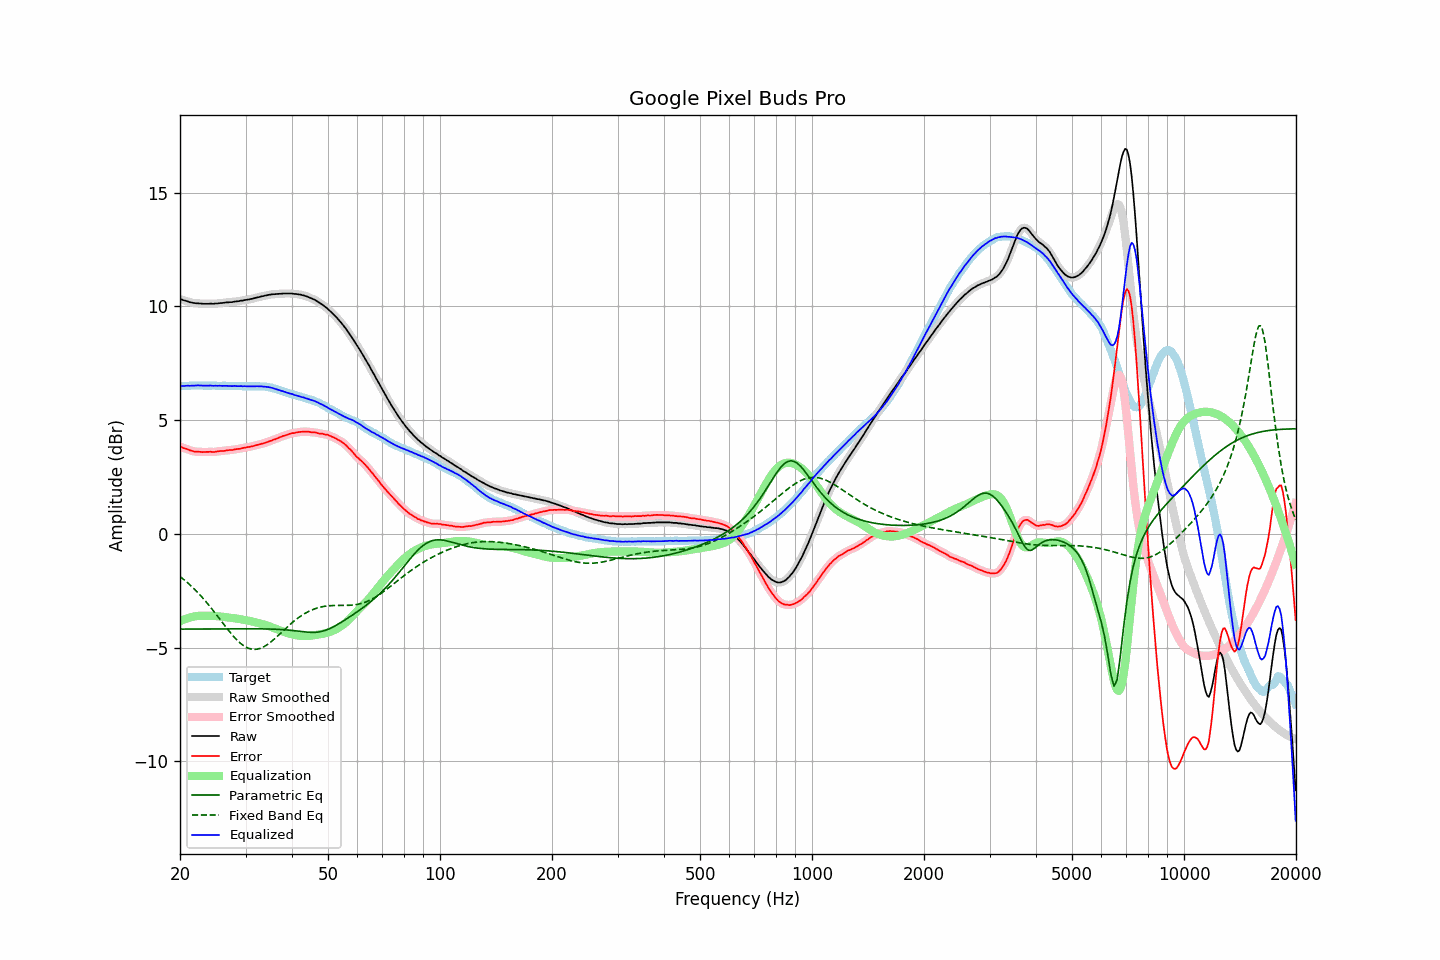 Google Pixel Buds Pro
Amplitude (dBr)
15
10
5
0
−5
−10
Target
Raw Smoothed
Error Smoothed
Raw
Error
Equalization
Parametric Eq
Fixed Band Eq
Equalized
20 50 100 200 500 1000 2000 5000 10000 20000
Frequency (Hz)